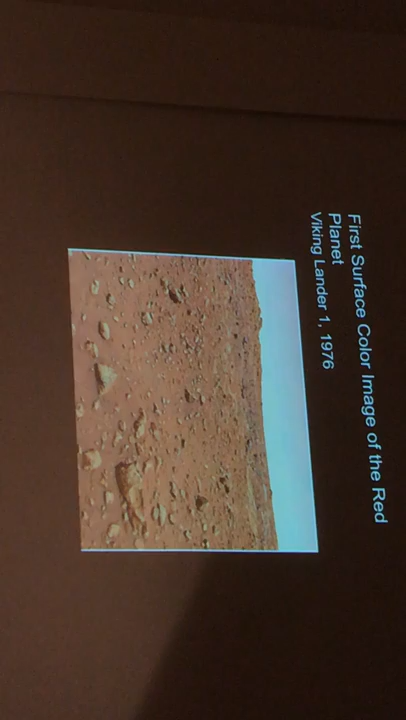 First Surface Color Image of the Red
Planet
Viking Lander 1, 1976